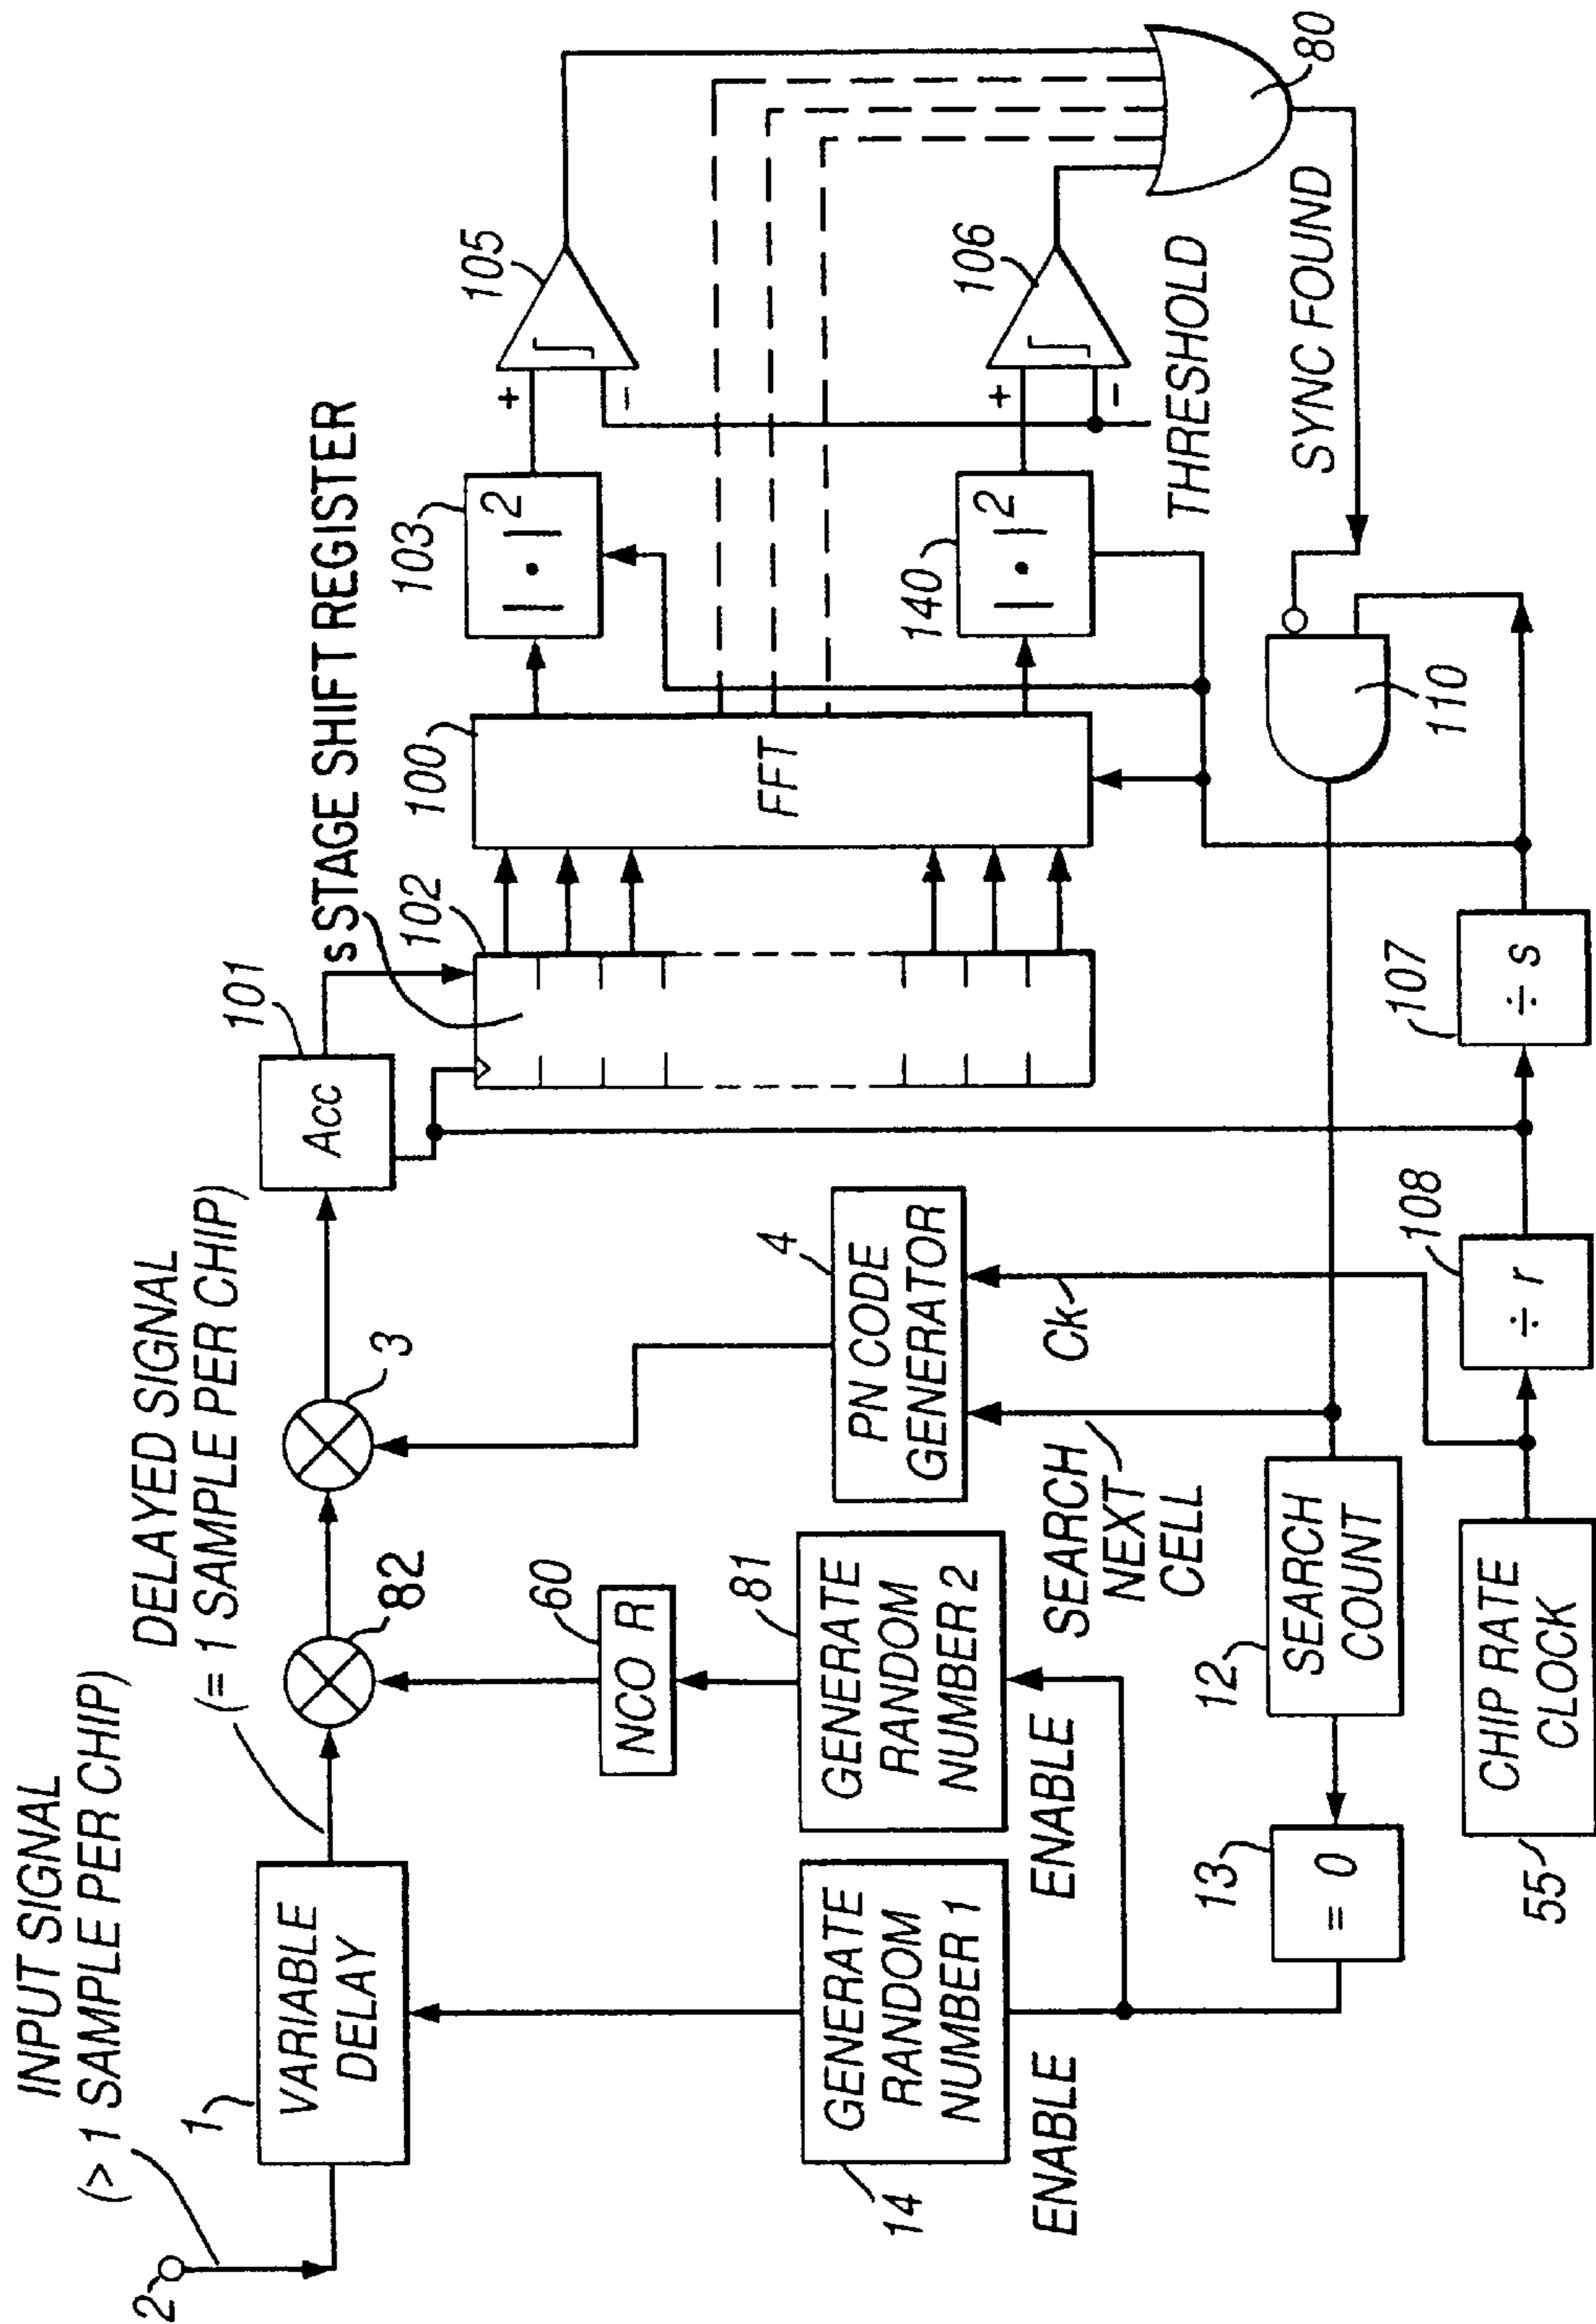 INPUT SIGNAL
(> 1 SAMPLE PER CHIP)
2
1
VARIABLE
DELAY
DELAYED SIGNAL
(= 1 SAMPLE PER CHIP)
82
3
101
Acc
s STAGE SHIFT REGISTER
102
100
FFT
103
| • |²
105
+
−
140
| • |²
106
+
−
THRESHOLD
80
SYNC FOUND
14
GENERATE
RANDOM
NUMBER 1
ENABLE
81
GENERATE
RANDOM
NUMBER 2
ENABLE
60
NCO R
4
PN CODE
GENERATOR
Ck
SEARCH
NEXT
CELL
110
13
= 0
12
SEARCH
COUNT
55
CHIP RATE
CLOCK
108
÷ r
107
÷ s